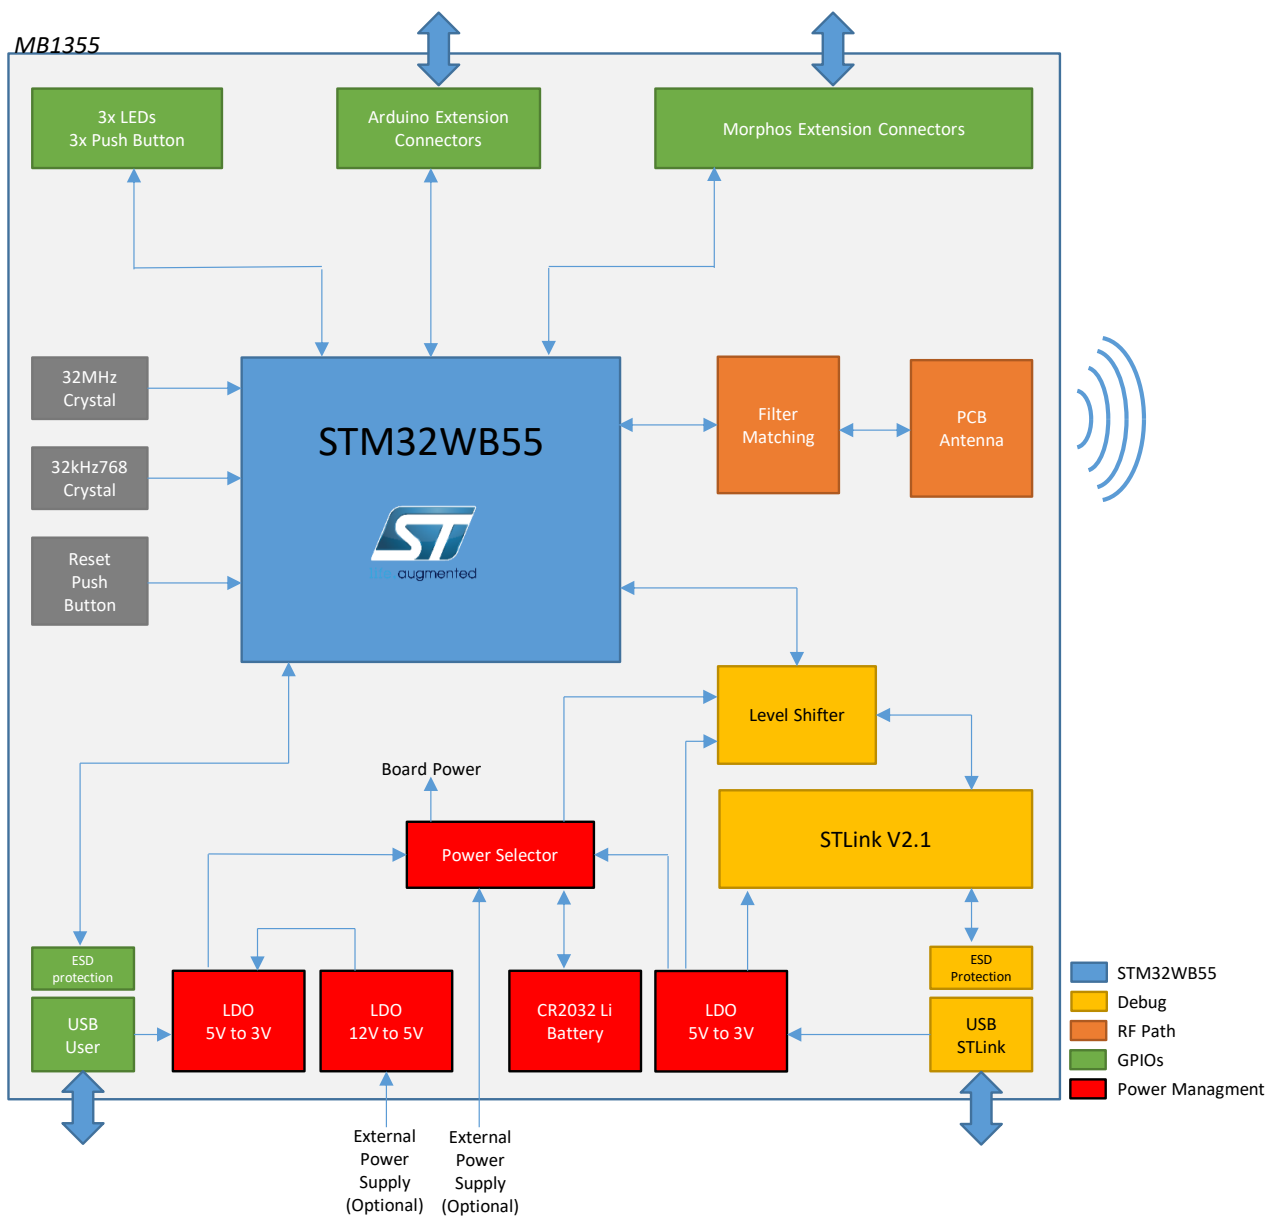 MB1355
3x LEDs
3x Push Button
Arduino Extension
Connectors
Morphos Extension Connectors
32MHz
Crystal
32kHz768
Crystal
Reset
Push
Button
STM32WB55
ST
life.augmented
Filter
Matching
PCB
Antenna
Level Shifter
STLink V2.1
Board Power
Power Selector
ESD
protection
USB
User
LDO
5V to 3V
LDO
12V to 5V
CR2032 Li
Battery
LDO
5V to 3V
ESD
Protection
USB
STLink
External
Power
Supply
(Optional)
External
Power
Supply
(Optional)
STM32WB55
Debug
RF Path
GPIOs
Power Managment